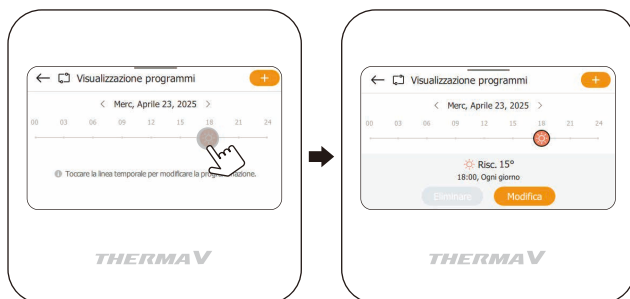 Visualizzazione programmi
+
< Merc, Aprile 23, 2025 >
00 03 06 09 12 15 18 21 24
Toccare la linea temporale per modificare la programmazione.
THERMAV
Visualizzazione programmi
+
< Merc, Aprile 23, 2025 >
00 03 06 09 12 15 18 21 24
Risc. 15°
18:00, Ogni giorno
Eliminare Modifica
THERMAV